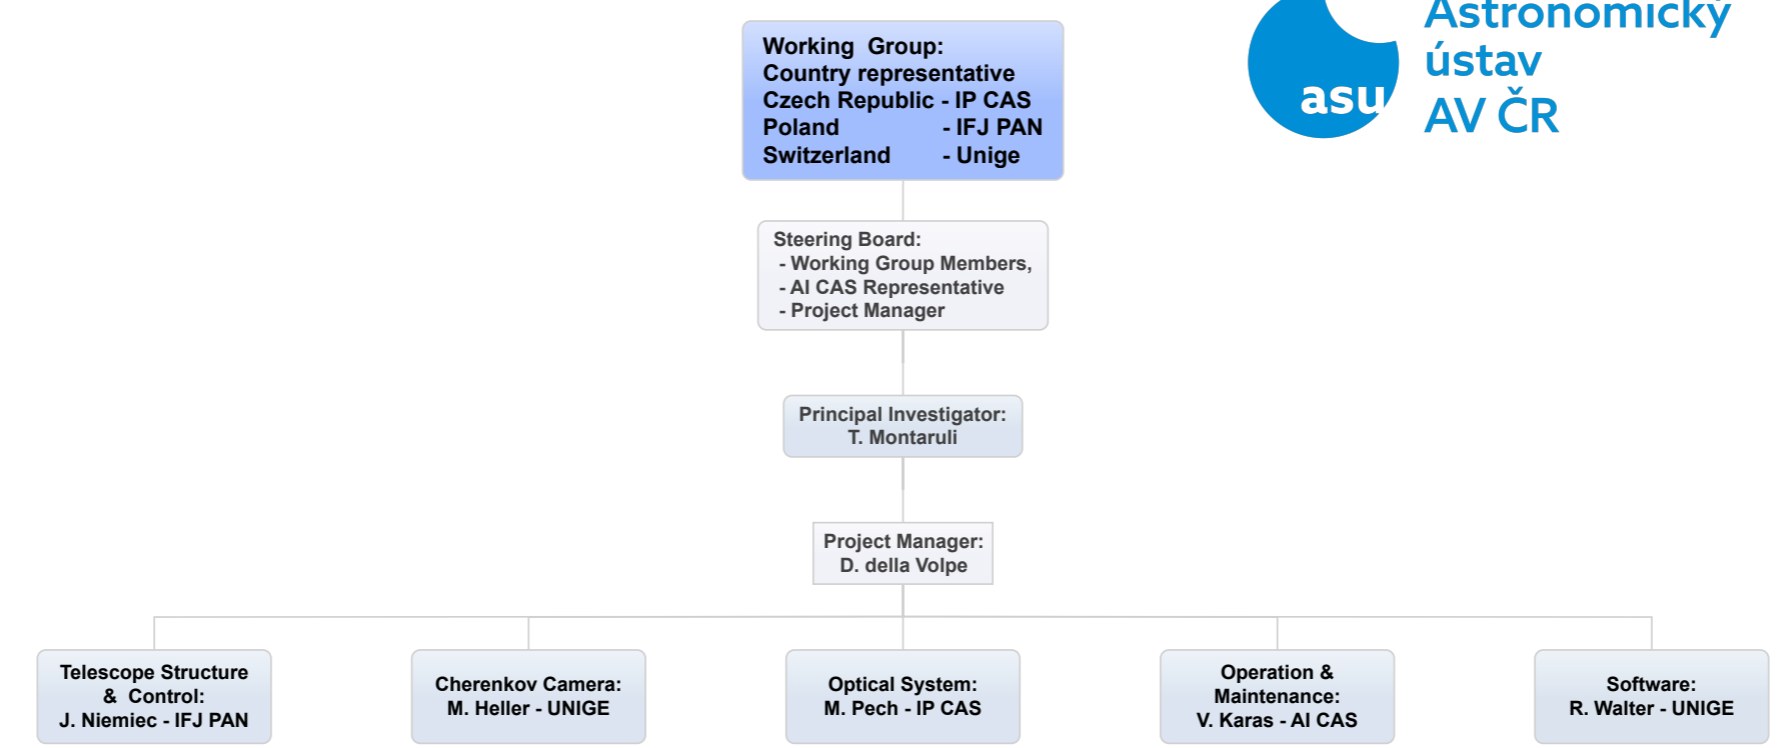 Working Group:
Country representative
Czech Republic - IP CAS
Poland - IFJ PAN
Switzerland - Unige
Astronomický
ústav
AV ČR
asu
Steering Board:
- Working Group Members,
- AI CAS Representative
- Project Manager
Principal Investigator:
T. Montaruli
Project Manager:
D. della Volpe
Telescope Structure
& Control:
J. Niemiec - IFJ PAN
Cherenkov Camera:
M. Heller - UNIGE
Optical System:
M. Pech - IP CAS
Operation &
Maintenance:
V. Karas - AI CAS
Software:
R. Walter - UNIGE